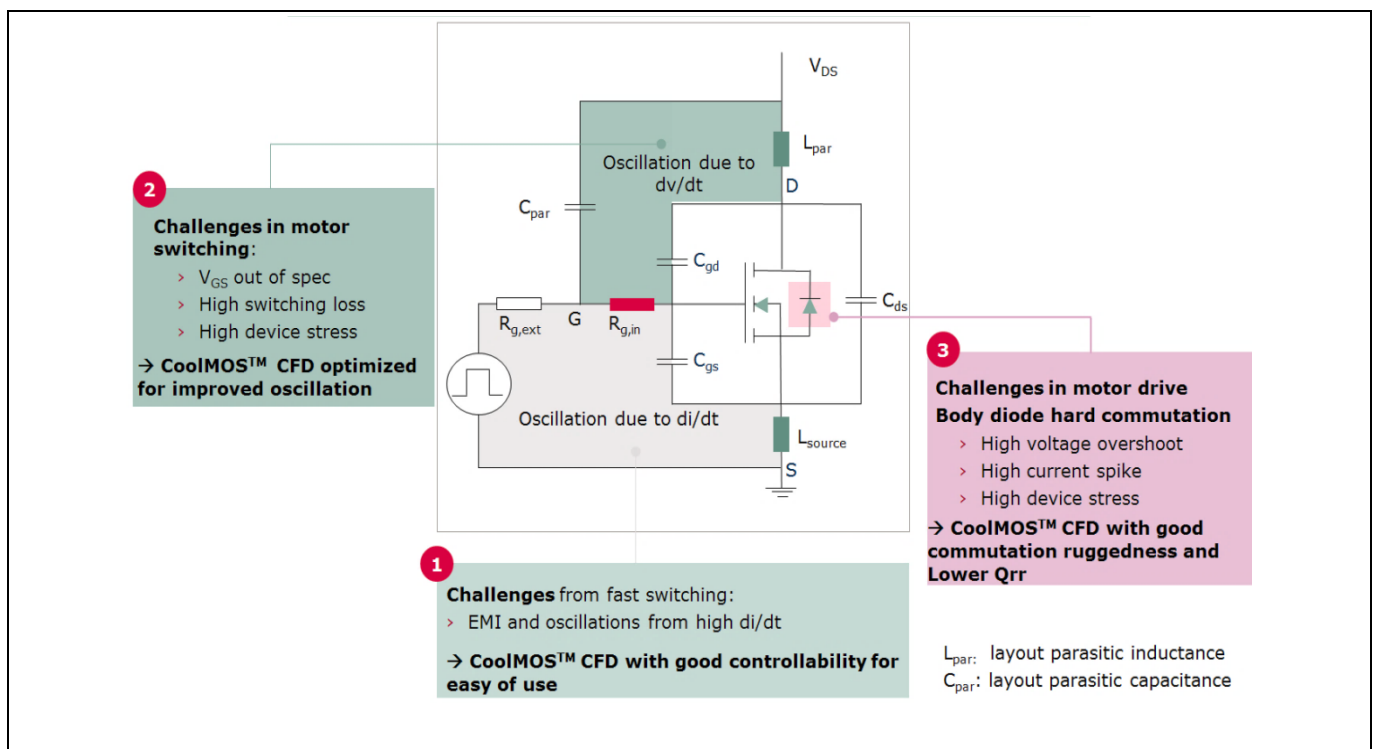 V_DS
L_par
Oscillation due to
dv/dt
D
C_par
C_gd
C_ds
R_g,ext
G
R_g,in
C_gs
Oscillation due to di/dt
L_source
S
2
Challenges in motor
switching:
› V_GS out of spec
› High switching loss
› High device stress
→ CoolMOS™ CFD optimized
for improved oscillation
3
Challenges in motor drive
Body diode hard commutation
› High voltage overshoot
› High current spike
› High device stress
→ CoolMOS™ CFD with good
commutation ruggedness and
Lower Qrr
1
Challenges from fast switching:
› EMI and oscillations from high di/dt
→ CoolMOS™ CFD with good controllability for
easy of use
L_par: layout parasitic inductance
C_par: layout parasitic capacitance